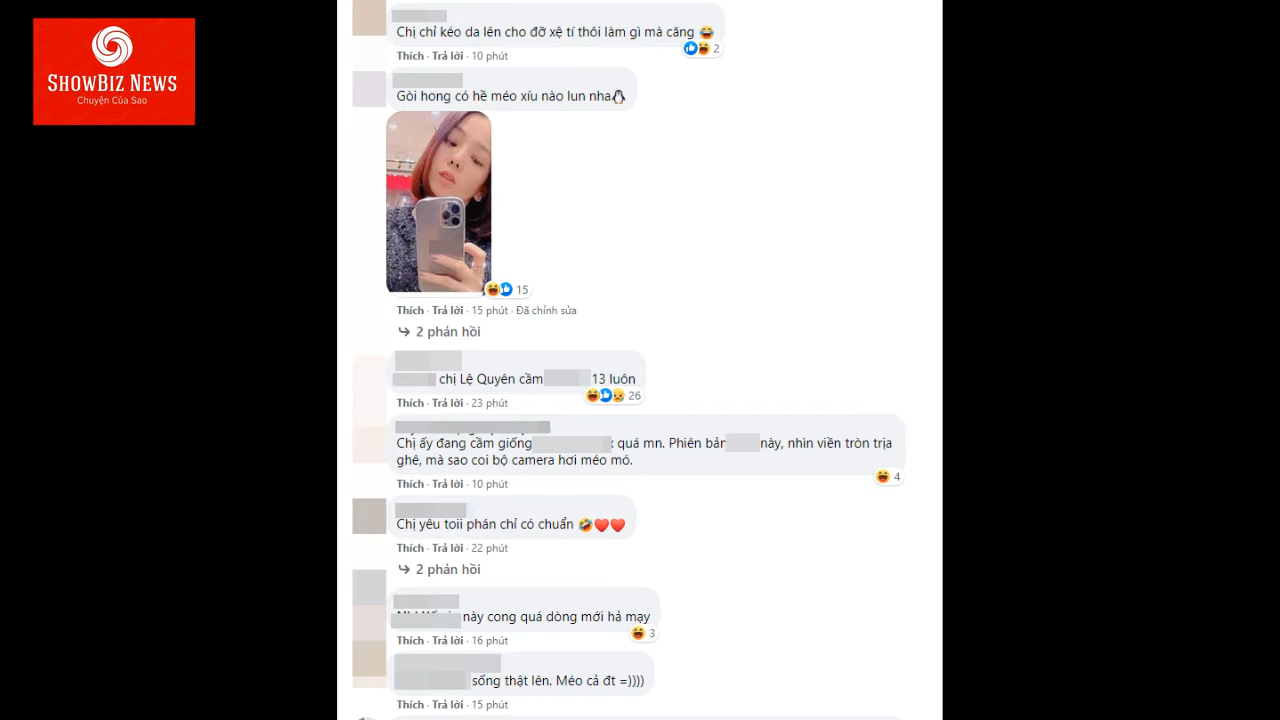 SHOWBIZ NEWS
Chuyện Của Sao
Chị chỉ kéo da lên cho đỡ xệ tí thôi làm gì mà căng 😂
2
Thích · Trả lời · 10 phút
Gòi hong có hề méo xíu nào lun nha🐧
15
Thích · Trả lời · 15 phút · Đã chỉnh sửa
2 phản hồi
chị Lệ Quyên cầm 13 luôn
26
Thích · Trả lời · 23 phút
Chị ấy đang cầm giống quá mn. Phiên bản này, nhìn viền tròn trịa
ghê, mà sao coi bộ camera hơi méo mó.
4
Thích · Trả lời · 10 phút
Chị yêu toii phán chỉ có chuẩn 🤣❤️❤️
Thích · Trả lời · 22 phút
2 phản hồi
này cong quá dòng mới hả mạy
3
Thích · Trả lời · 16 phút
sống thật lên. Méo cả đt =))))
Thích · Trả lời · 15 phút